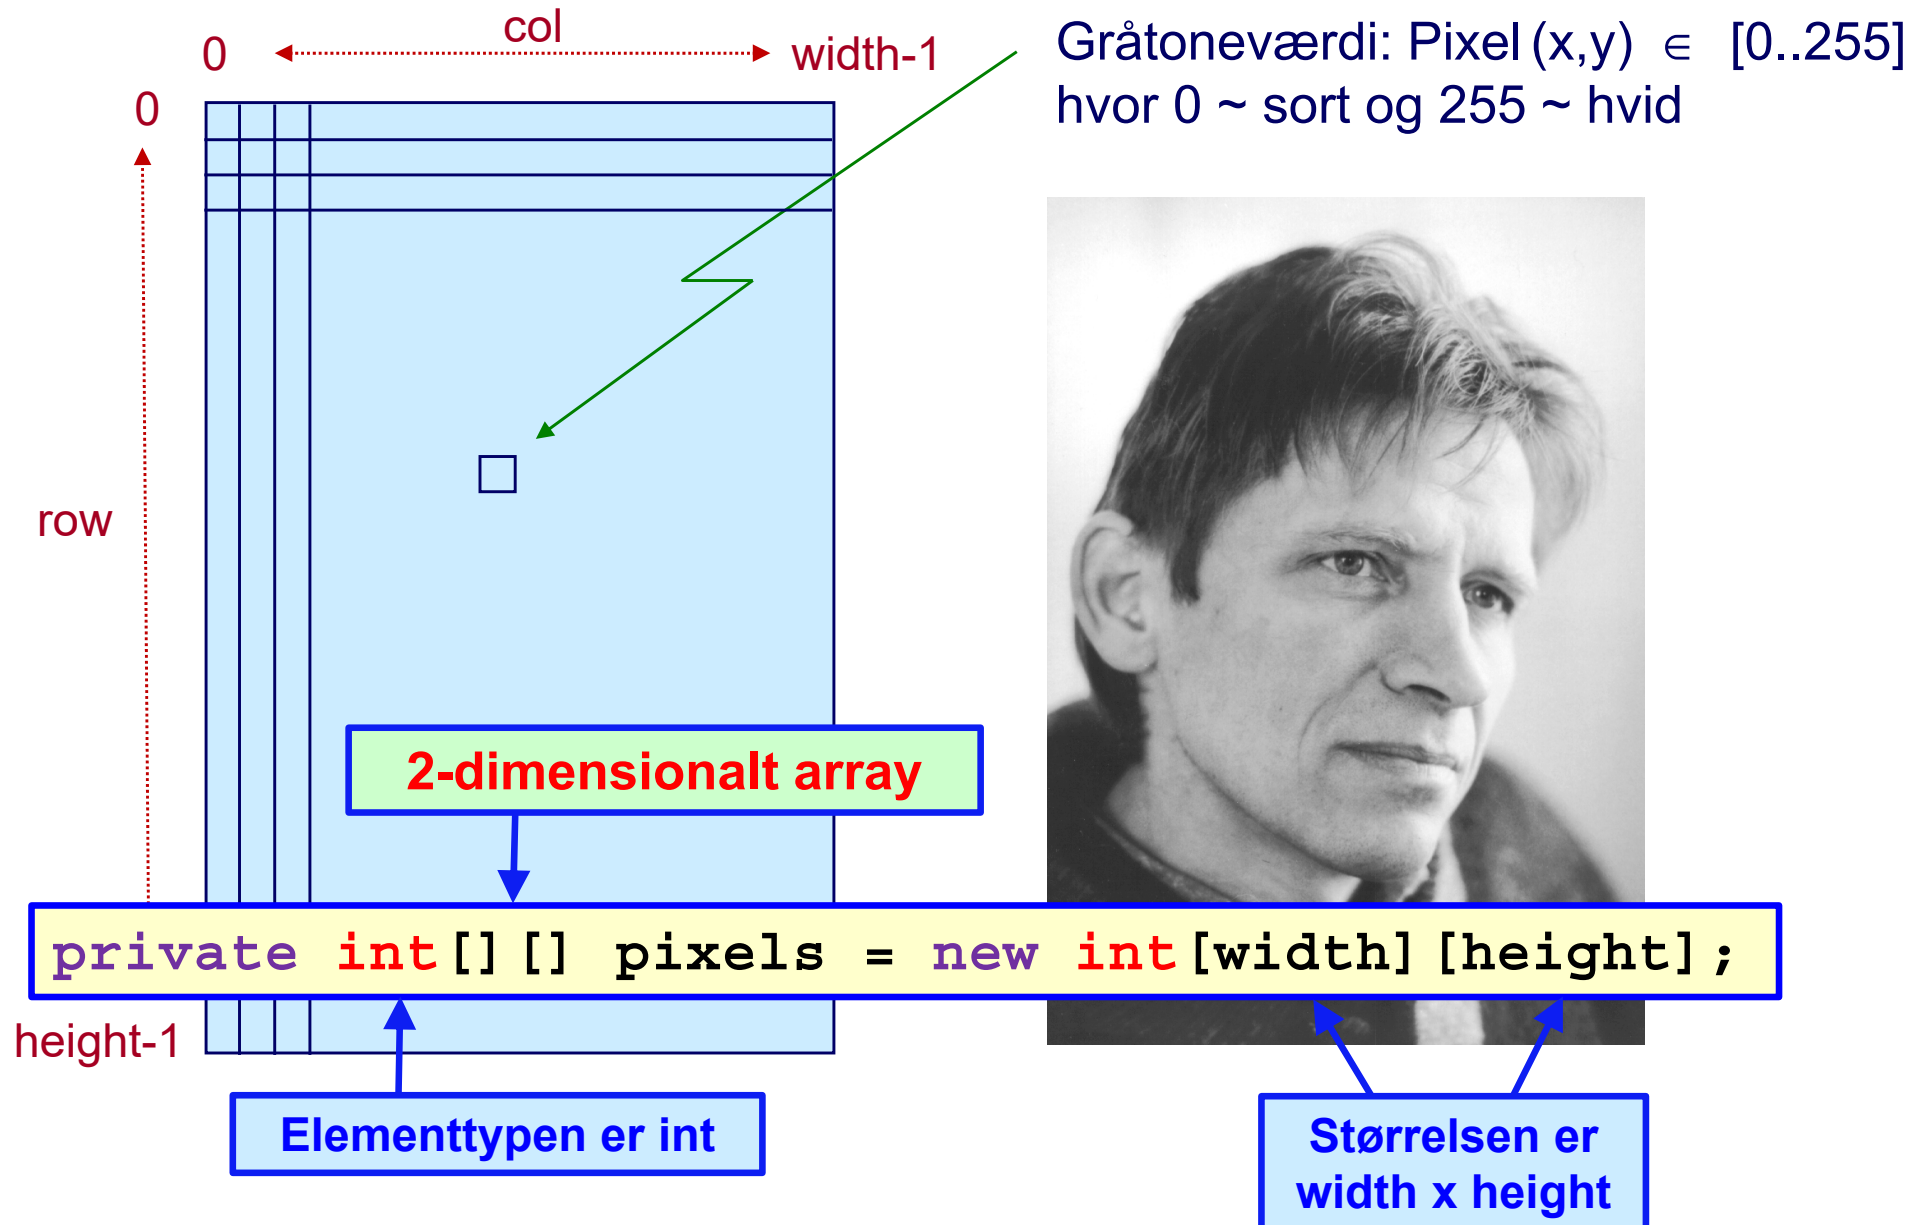 col
0
width-1
Gråtoneværdi: Pixel (x,y) ∈ [0..255]
hvor 0 ~ sort og 255 ~ hvid
0
row
2-dimensionalt array
private int[][] pixels = new int[width][height];
height-1
Elementtypen er int
Størrelsen er
width x height